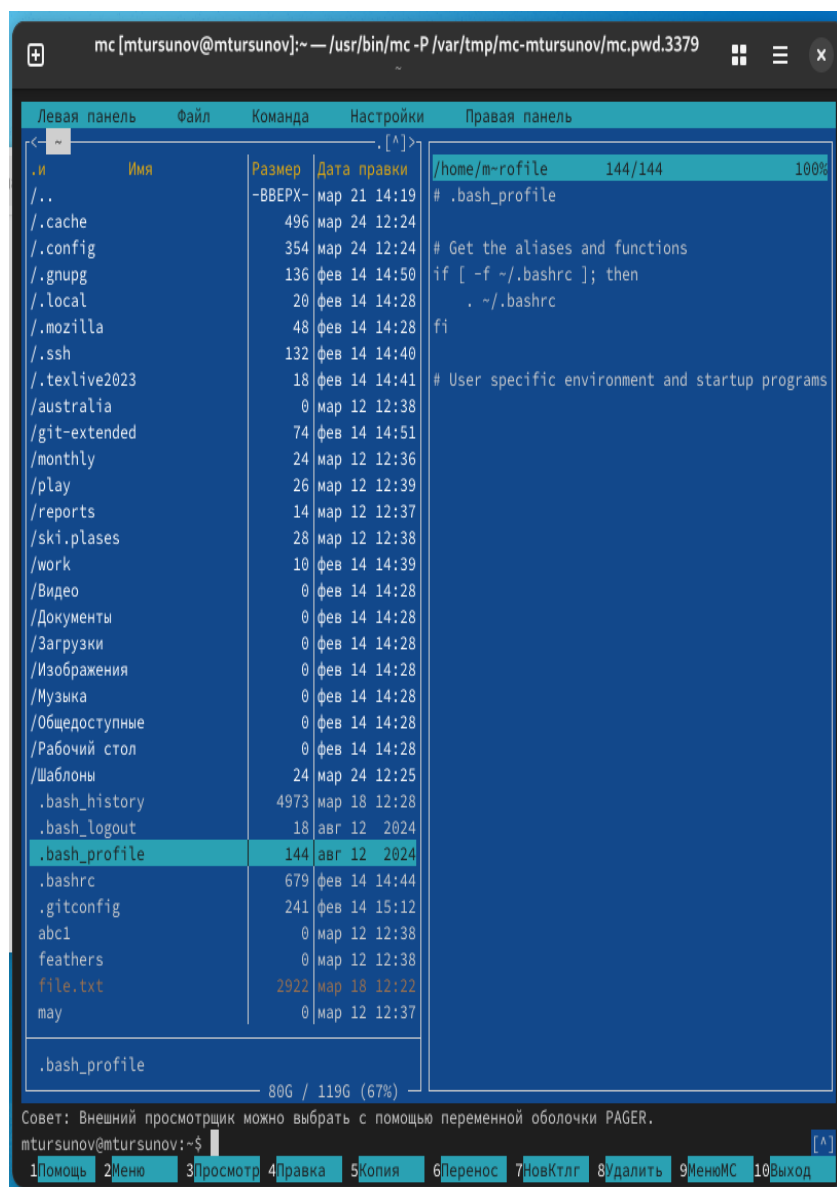 mc [mtursunov@mtursunov]:~ — /usr/bin/mc -P /var/tmp/mc-mtursunov/mc.pwd.3379
~
Левая панель Файл Команда Настройки Правая панель
<— ~ .[^]>
.и Имя Размер Дата правки
/.. -ВВЕРХ- мар 21 14:19
/.cache 496 мар 24 12:24
/.config 354 мар 24 12:24
/.gnupg 136 фев 14 14:50
/.local 20 фев 14 14:28
/.mozilla 48 фев 14 14:28
/.ssh 132 фев 14 14:40
/.texlive2023 18 фев 14 14:41
/australia 0 мар 12 12:38
/git-extended 74 фев 14 14:51
/monthly 24 мар 12 12:36
/play 26 мар 12 12:39
/reports 14 мар 12 12:37
/ski.plases 28 мар 12 12:38
/work 10 фев 14 14:39
/Видео 0 фев 14 14:28
/Документы 0 фев 14 14:28
/Загрузки 0 фев 14 14:28
/Изображения 0 фев 14 14:28
/Музыка 0 фев 14 14:28
/Общедоступные 0 фев 14 14:28
/Рабочий стол 0 фев 14 14:28
/Шаблоны 24 мар 24 12:25
.bash_history 4973 мар 18 12:28
.bash_logout 18 авг 12 2024
.bash_profile 144 авг 12 2024
.bashrc 679 фев 14 14:44
.gitconfig 241 фев 14 15:12
abc1 0 мар 12 12:38
feathers 0 мар 12 12:38
file.txt 2922 мар 18 12:22
may 0 мар 12 12:37
.bash_profile
80G / 119G (67%)
/home/m~rofile 144/144 100%
# .bash_profile
# Get the aliases and functions
if [ -f ~/.bashrc ]; then
. ~/.bashrc
fi
# User specific environment and startup programs
Совет: Внешний просмотрщик можно выбрать с помощью переменной оболочки PAGER.
mtursunov@mtursunov:~$ [^]
1Помощь 2Меню 3Просмотр 4Правка 5Копия 6Перенос 7НовКтлг 8Удалить 9МенюМС 10Выход